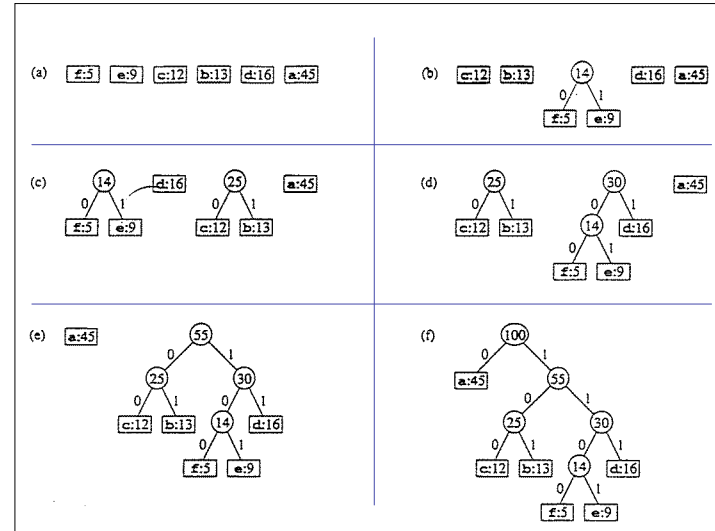 (a) f:5 e:9 c:12 b:13 d:16 a:45
(b) c:12 b:13 14 d:16 a:45
0 1
f:5 e:9
(c) 14 d:16 25 a:45
0 1 0 1
f:5 e:9 c:12 b:13
(d) 25 30 a:45
0 1 0 1
c:12 b:13 14 d:16
0 1
f:5 e:9
(e) a:45 55
0 1
25 30
0 1 0 1
c:12 b:13 14 d:16
0 1
f:5 e:9
(f) 100
0 1
a:45 55
0 1
25 30
0 1 0 1
c:12 b:13 14 d:16
0 1
f:5 e:9